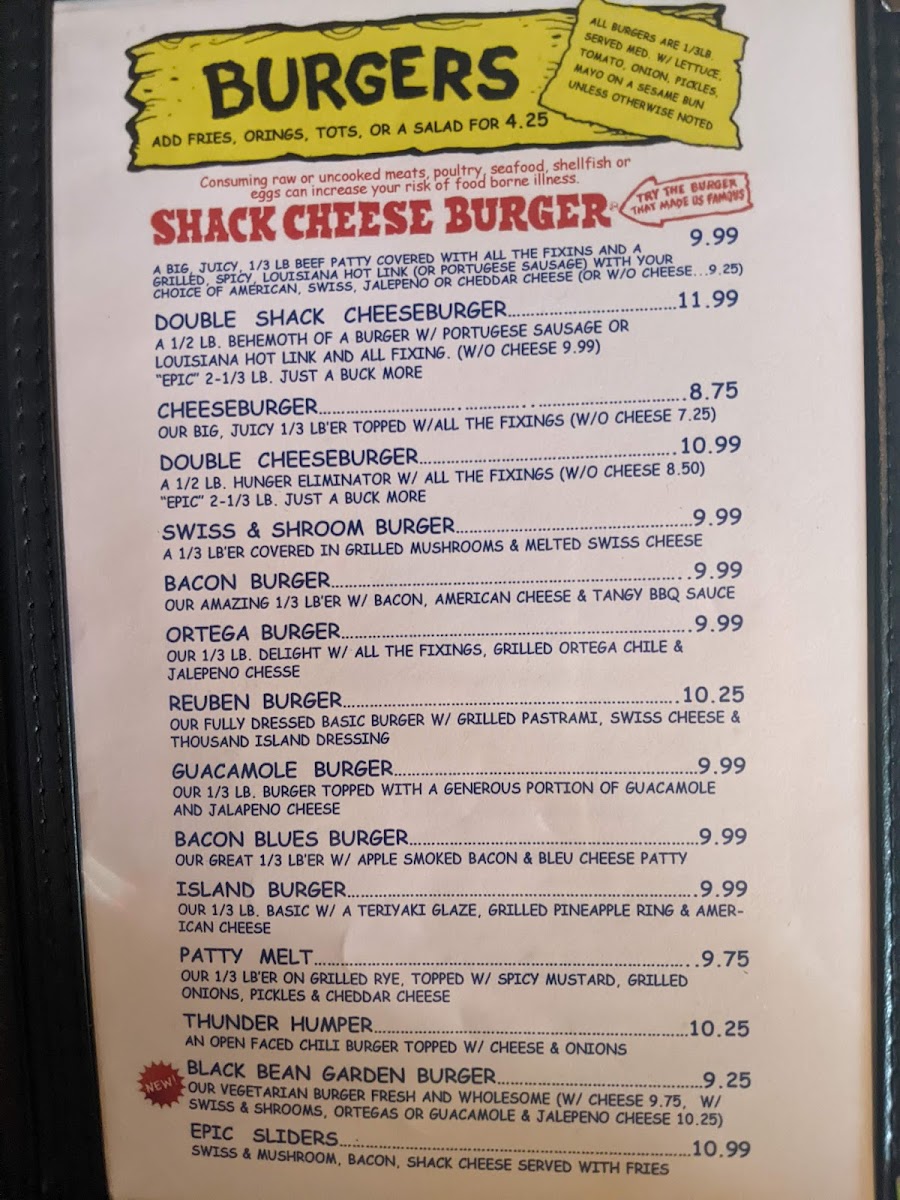 BURGERS
ADD FRIES, ORINGS, TOTS, OR A SALAD FOR 4.25
ALL BURGERS ARE 1/3LB.
SERVED MED. W/ LETTUCE,
TOMATO, ONION, PICKLES,
MAYO ON A SESAME BUN
UNLESS OTHERWISE NOTED
Consuming raw or uncooked meats, poultry, seafood, shellfish or
eggs can increase your risk of food borne illness.
SHACK CHEESE BURGER®
TRY THE BURGER
THAT MADE US FAMOUS
9.99
A BIG, JUICY, 1/3 LB BEEF PATTY COVERED WITH ALL THE FIXINS AND A
GRILLED, SPICY, LOUISIANA HOT LINK (OR PORTUGESE SAUSAGE) WITH YOUR
CHOICE OF AMERICAN, SWISS, JALEPENO OR CHEDDAR CHEESE (OR W/O CHEESE...9.25)
DOUBLE SHACK CHEESEBURGER..............................11.99
A 1/2 LB. BEHEMOTH OF A BURGER W/ PORTUGESE SAUSAGE OR
LOUISIANA HOT LINK AND ALL FIXING. (W/O CHEESE 9.99)
"EPIC" 2-1/3 LB. JUST A BUCK MORE
CHEESEBURGER..............................8.75
OUR BIG, JUICY 1/3 LB'ER TOPPED W/ALL THE FIXINGS (W/O CHEESE 7.25)
DOUBLE CHEESEBURGER..............................10.99
A 1/2 LB. HUNGER ELIMINATOR W/ ALL THE FIXINGS (W/O CHEESE 8.50)
"EPIC" 2-1/3 LB. JUST A BUCK MORE
SWISS & SHROOM BURGER..............................9.99
A 1/3 LB'ER COVERED IN GRILLED MUSHROOMS & MELTED SWISS CHEESE
BACON BURGER..............................9.99
OUR AMAZING 1/3 LB'ER W/ BACON, AMERICAN CHEESE & TANGY BBQ SAUCE
ORTEGA BURGER..............................9.99
OUR 1/3 LB. DELIGHT W/ ALL THE FIXINGS, GRILLED ORTEGA CHILE &
JALEPENO CHESSE
REUBEN BURGER..............................10.25
OUR FULLY DRESSED BASIC BURGER W/ GRILLED PASTRAMI, SWISS CHEESE &
THOUSAND ISLAND DRESSING
GUACAMOLE BURGER..............................9.99
OUR 1/3 LB. BURGER TOPPED WITH A GENEROUS PORTION OF GUACAMOLE
AND JALAPENO CHEESE
BACON BLUES BURGER..............................9.99
OUR GREAT 1/3 LB'ER W/ APPLE SMOKED BACON & BLEU CHEESE PATTY
ISLAND BURGER..............................9.99
OUR 1/3 LB. BASIC W/ A TERIYAKI GLAZE, GRILLED PINEAPPLE RING & AMER-
ICAN CHEESE
PATTY MELT..............................9.75
OUR 1/3 LB'ER ON GRILLED RYE, TOPPED W/ SPICY MUSTARD, GRILLED
ONIONS, PICKLES & CHEDDAR CHEESE
THUNDER HUMPER..............................10.25
AN OPEN FACED CHILI BURGER TOPPED W/ CHEESE & ONIONS
NEW!
BLACK BEAN GARDEN BURGER..............................9.25
OUR VEGETARIAN BURGER FRESH AND WHOLESOME (W/ CHEESE 9.75, W/
SWISS & SHROOMS, ORTEGAS OR GUACAMOLE & JALEPENO CHEESE 10.25)
EPIC SLIDERS..............................10.99
SWISS & MUSHROOM, BACON, SHACK CHEESE SERVED WITH FRIES